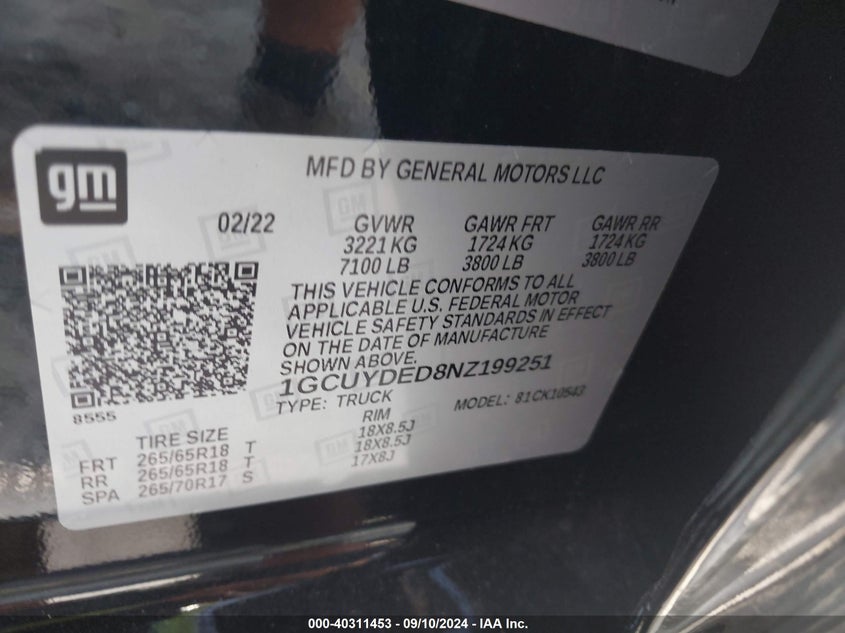 gm
MFD BY GENERAL MOTORS LLC
02/22 GVWR GAWR FRT GAWR RR
3221 KG 1724 KG 1724 KG
7100 LB 3800 LB 3800 LB
THIS VEHICLE CONFORMS TO ALL
APPLICABLE U.S. FEDERAL MOTOR
VEHICLE SAFETY STANDARDS IN EFFECT
ON THE DATE OF MANUFACTURE
SHOWN ABOVE.
1GCUYDED8NZ199251
8555 TYPE: TRUCK MODEL: 81CK10543
TIRE SIZE RIM
FRT 265/65R18 T 18X8.5J
RR 265/65R18 T 18X8.5J
SPA 265/70R17 S 17X8J
000-40311453 - 09/10/2024 - IAA Inc.